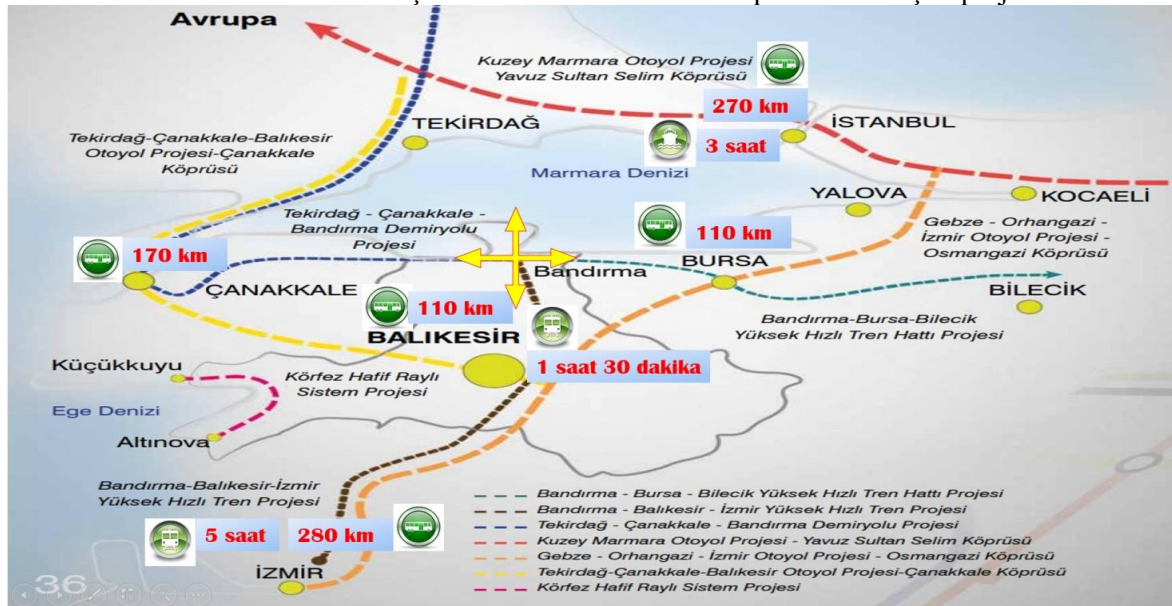 Avrupa
Kuzey Marmara Otoyol Projesi
Yavuz Sultan Selim Köprüsü
270 km
3 saat
İSTANBUL
TEKİRDAĞ
Tekirdağ-Çanakkale-Balıkesir
Otoyol Projesi-Çanakkale
Köprüsü
Marmara Denizi
YALOVA
KOCAELİ
Tekirdağ - Çanakkale -
Bandırma Demiryolu
Projesi
110 km
Gebze - Orhangazi -
İzmir Otoyol Projesi -
Osmangazi Köprüsü
170 km
Bandırma
BURSA
ÇANAKKALE
BİLECİK
110 km
Bandırma-Bursa-Bilecik
Yüksek Hızlı Tren Hattı Projesi
BALIKESİR
1 saat 30 dakika
Küçükkuyu
Körfez Hafif Raylı
Sistem Projesi
Ege Denizi
Altınova
Bandırma-Balıkesir-İzmir
Yüksek Hızlı Tren Projesi
5 saat
280 km
İZMİR
Bandırma - Bursa - Bilecik Yüksek Hızlı Tren Hattı Projesi
Bandırma - Balıkesir - İzmir Yüksek Hızlı Tren Projesi
Tekirdağ - Çanakkale - Bandırma Demiryolu Projesi
Kuzey Marmara Otoyol Projesi - Yavuz Sultan Selim Köprüsü
Gebze - Orhangazi - İzmir Otoyol Projesi - Osmangazi Köprüsü
Tekirdağ-Çanakkale-Balıkesir Otoyol Projesi-Çanakkale Köprüsü
Körfez Hafif Raylı Sistem Projesi
36